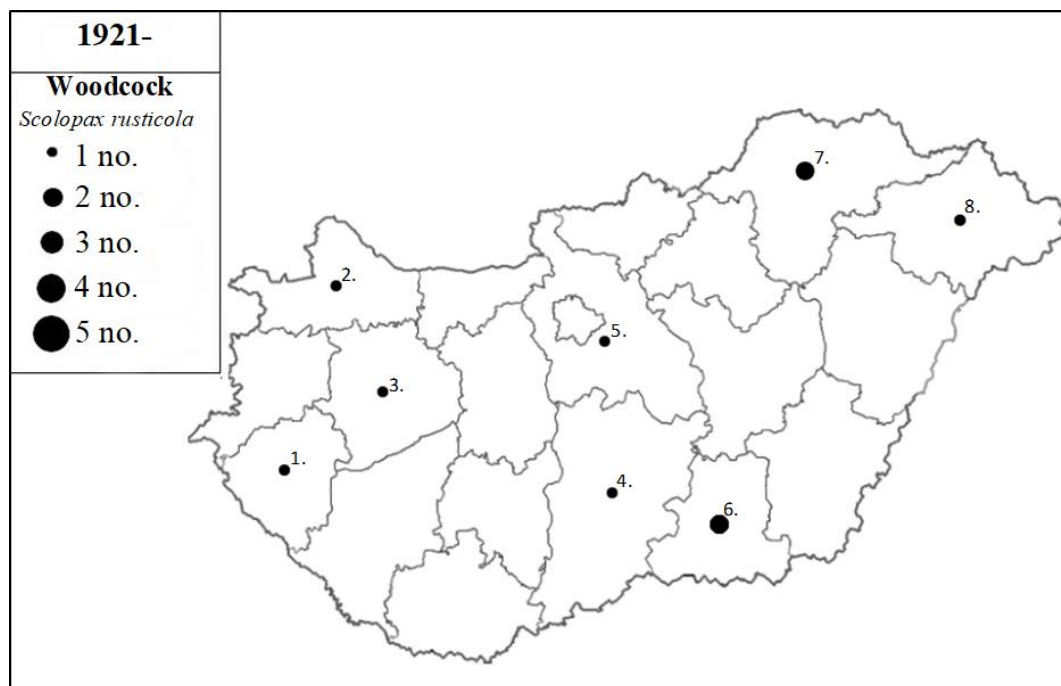 1921-
Woodcock
Scolopax rusticola
1 no.
2 no.
3 no.
4 no.
5 no.
7.
8.
2.
5.
3.
1.
4.
6.